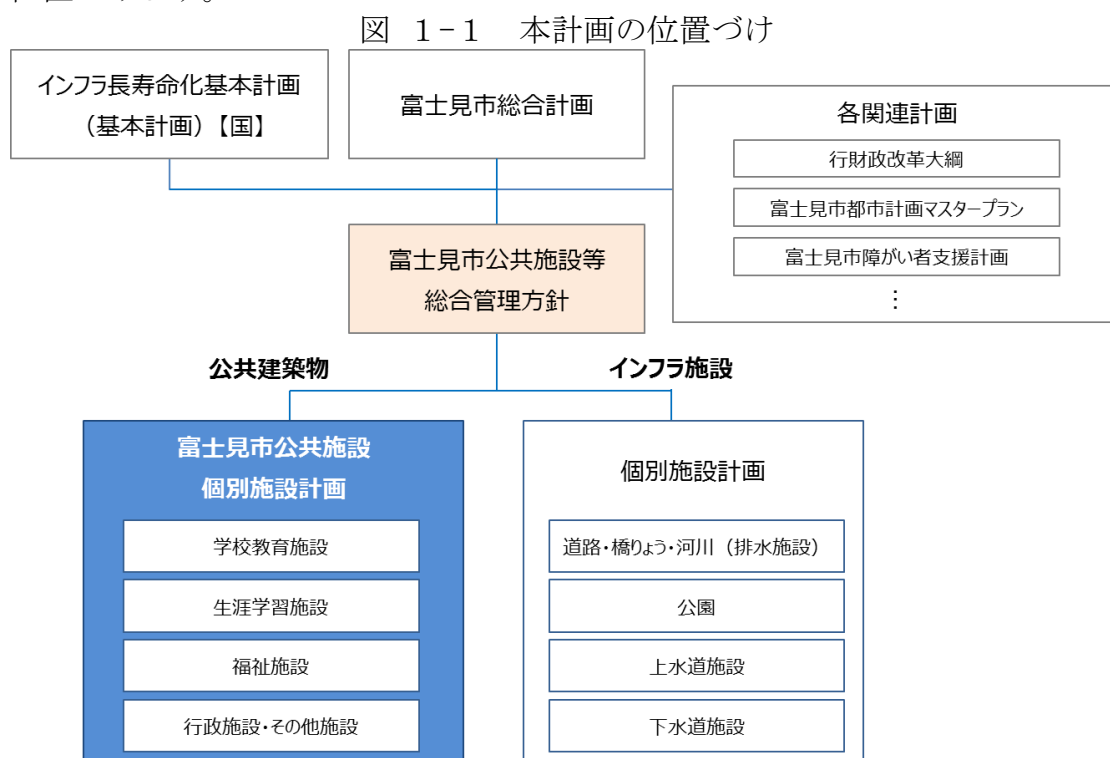 図 1-1 本計画の位置づけ
インフラ長寿命化基本計画
（基本計画）【国】
富士見市総合計画
各関連計画
行財政改革大綱
富士見市都市計画マスタープラン
富士見市障がい者支援計画
⋮
富士見市公共施設等
総合管理方針
公共建築物
インフラ施設
富士見市公共施設
個別施設計画
学校教育施設
生涯学習施設
福祉施設
行政施設・その他施設
個別施設計画
道路・橋りょう・河川（排水施設）
公園
上水道施設
下水道施設